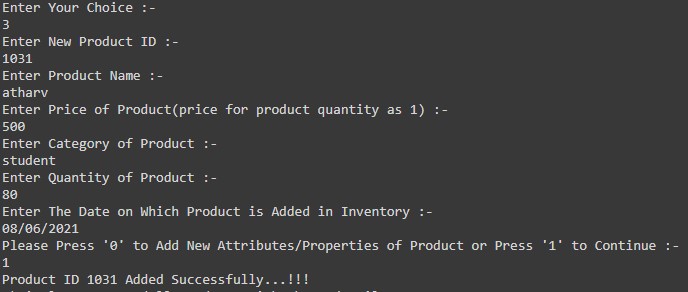 Enter Your Choice :-
3
Enter New Product ID :-
1031
Enter Product Name :-
atharv
Enter Price of Product(price for product quantity as 1) :-
500
Enter Category of Product :-
student
Enter Quantity of Product :-
80
Enter The Date on Which Product is Added in Inventory :-
08/06/2021
Please Press '0' to Add New Attributes/Properties of Product or Press '1' to Continue :-
1
Product ID 1031 Added Successfully...!!!